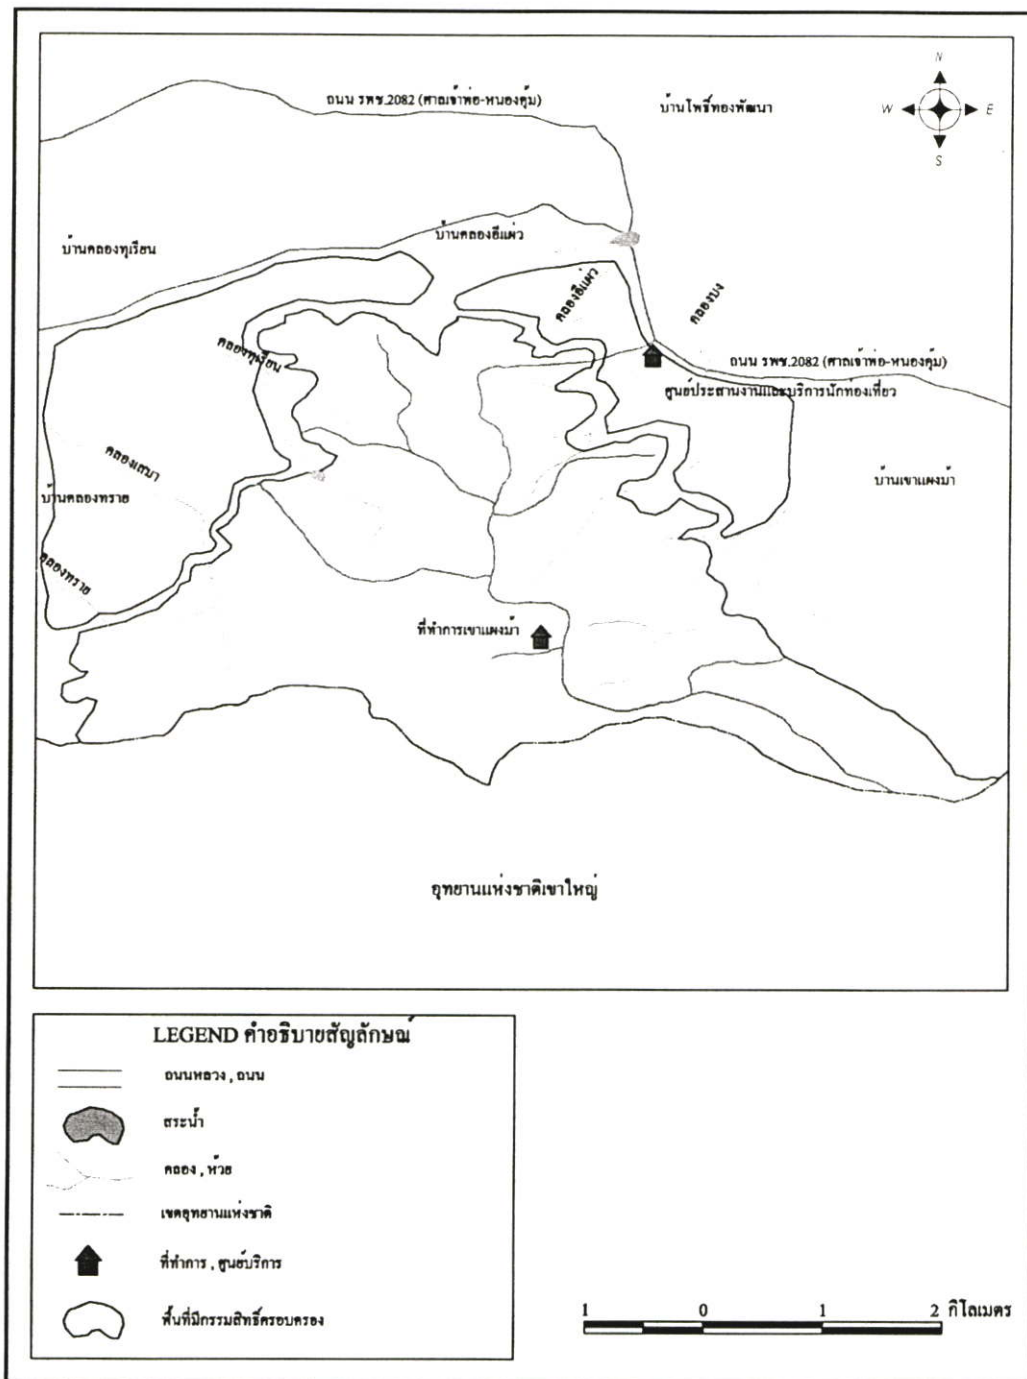 N
ถนน รพช.2082 (ศาลเจ้าพ่อ-หนองคุ้ม)
บ้านโพธิ์ทองพัฒนา
W
E
S
บ้านคลองอีเผ่ว
บ้านคลองทุเรียน
คลองอีเผ่ว
คลองบง
คลองทุเรียน
ถนน รพช.2082 (ศาลเจ้าพ่อ-หนองคุ้ม)
ศูนย์ประสานงานและบริการนักท่องเที่ยว
คลองเสมา
บ้านเขาแผงม้า
บ้านคลองทราย
คลองทราย
ที่ทำการเขาแผงม้า
อุทยานแห่งชาติเขาใหญ่
LEGEND คำอธิบายสัญลักษณ์
ถนนหลวง , ถนน
สระน้ำ
คลอง , ห้วย
เขตอุทยานแห่งชาติ
ที่ทำการ , ศูนย์บริการ
พื้นที่มีกรรมสิทธิ์ครอบครอง
1 0 1 2 กิโลเมตร